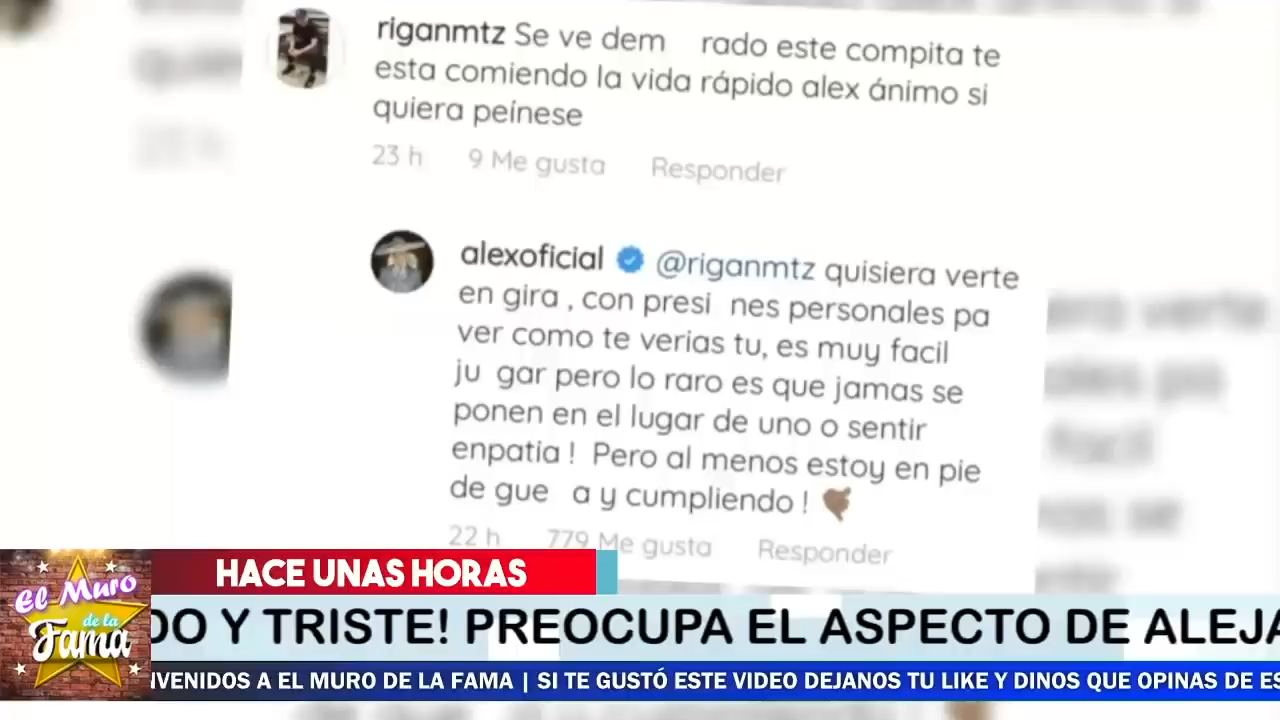 riganmtz Se ve dem rado este compita te
esta comiendo la vida rápido alex ánimo si
quiera peínese
23 h 9 Me gusta Responder
alexoficial @riganmtz quisiera verte
en gira , con presi nes personales pa
ver como te verias tu, es muy facil
ju gar pero lo raro es que jamas se
ponen en el lugar de uno o sentir
enpatia ! Pero al menos estoy en pie
de gue a y cumpliendo !
22 h 779 Me gusta Responder
El Muro
de la
Fama
HACE UNAS HORAS
DO Y TRISTE! PREOCUPA EL ASPECTO DE ALEJA
NVENIDOS A EL MURO DE LA FAMA | SI TE GUSTÓ ESTE VIDEO DEJANOS TU LIKE Y DINOS QUE OPINAS DE ES